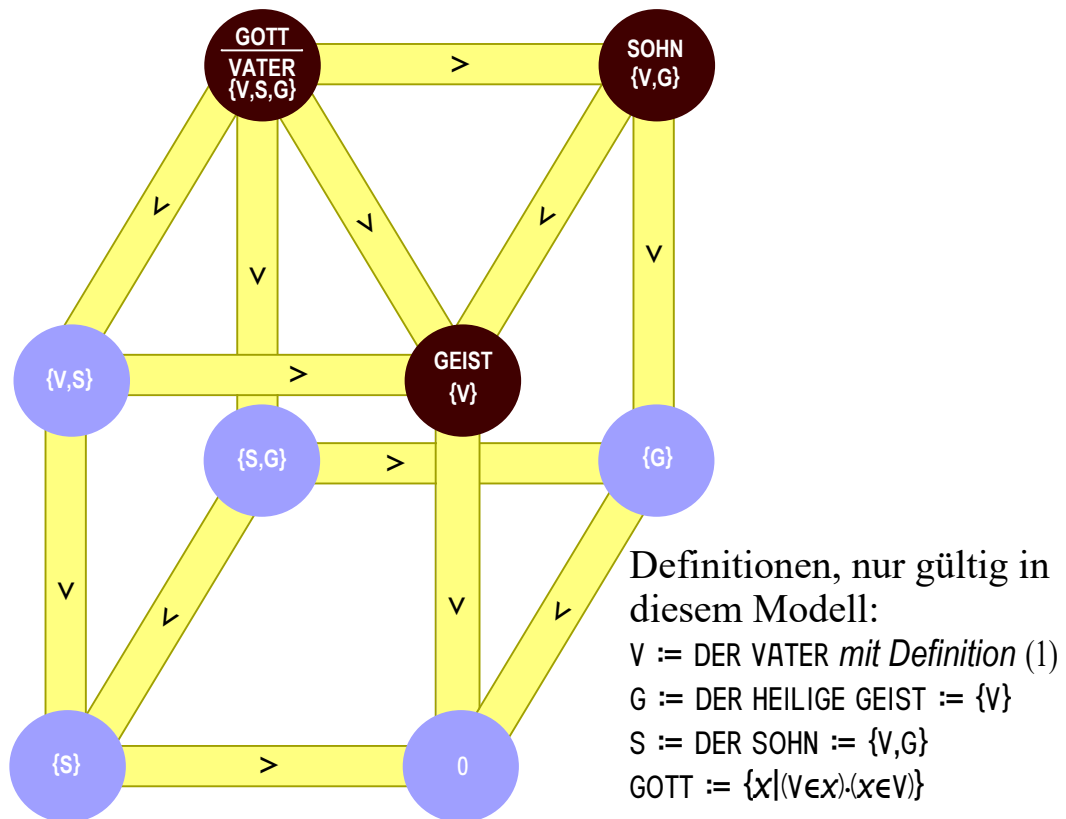 GOTT
VATER
{V,S,G}
>
SOHN
{V,G}
>
>
>
>
>
{V,S}
>
GEIST
{V}
{S,G}
>
{G}
>
>
>
>
{S}
>
0
Definitionen, nur gültig in
diesem Modell:
V := DER VATER mit Definition (1)
G := DER HEILIGE GEIST := {V}
S := DER SOHN := {V,G}
GOTT := {x|(V∈x)·(x∈V)}